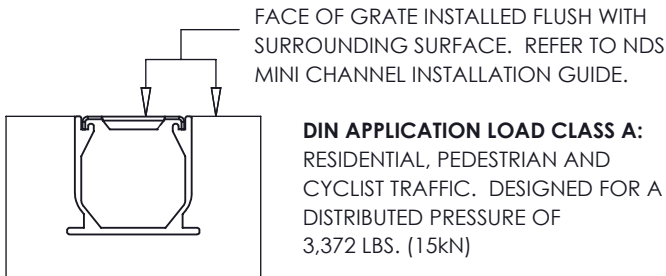 FACE OF GRATE INSTALLED FLUSH WITH
SURROUNDING SURFACE. REFER TO NDS
MINI CHANNEL INSTALLATION GUIDE.
DIN APPLICATION LOAD CLASS A:
RESIDENTIAL, PEDESTRIAN AND
CYCLIST TRAFFIC. DESIGNED FOR A
DISTRIBUTED PRESSURE OF
3,372 LBS. (15kN)